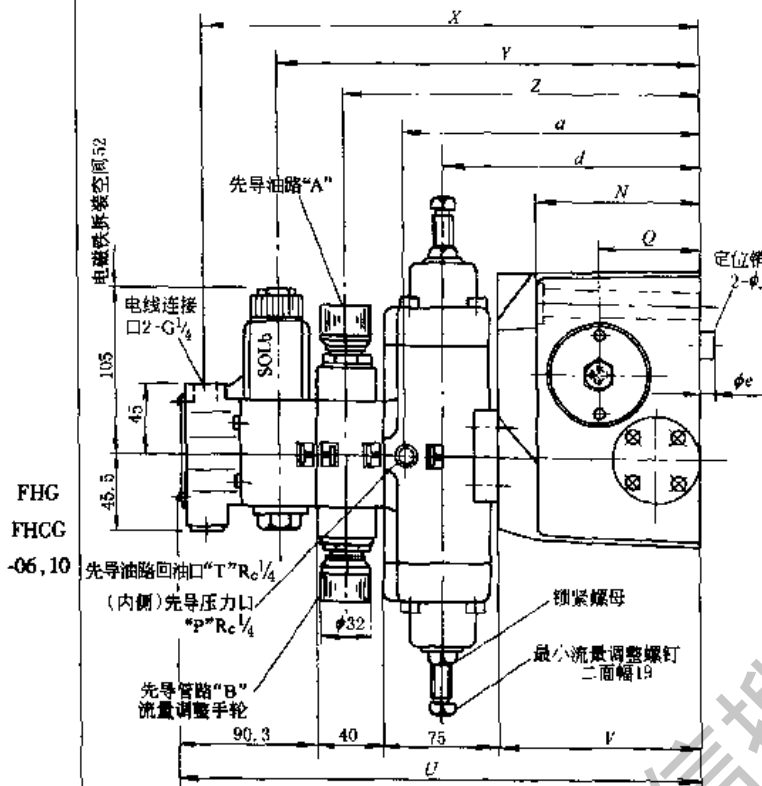 X
Y
Z
a
d
N
Q
电磁铁拆装空间52
先导油路“A”
定位销
2-φ
电线连接
口2-G1/4
SOLb
105
45
45.5
φe
FHG
FHCG
-06,10
先导油路回油口“T”Rc1/4
(内侧)先导压力口
“P”Rc1/4
φ32
锁紧螺母
最小流量调整螺钉
二面幅19
先导管路“B”
流量调整手轮
90.3
40
75
V
U